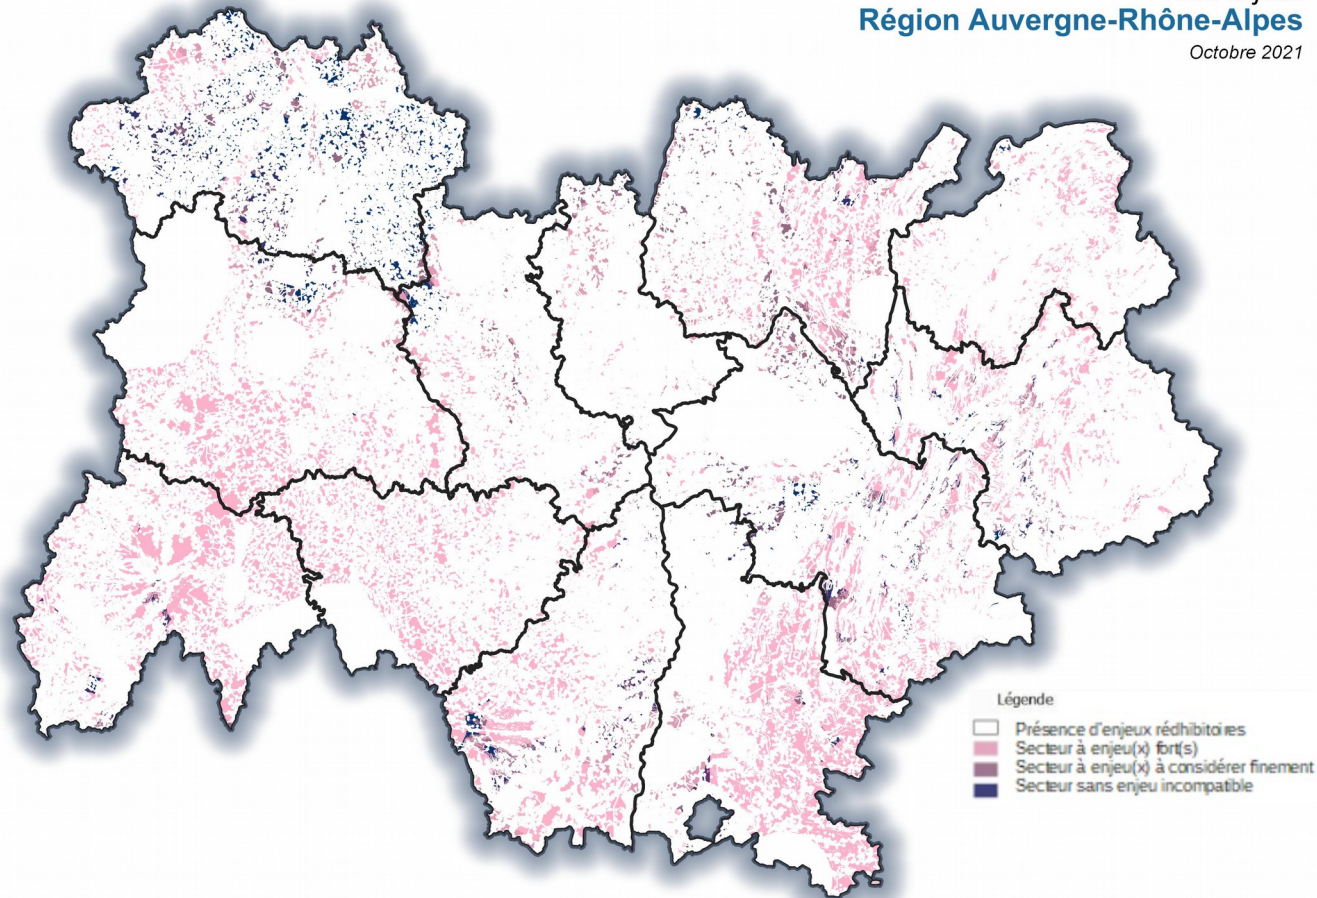 Région Auvergne-Rhône-Alpes
Octobre 2021
Légende
Présence d'enjeux rédhibitoires
Secteur à enjeu(x) fort(s)
Secteur à enjeu(x) à considérer finement
Secteur sans enjeu incompatible